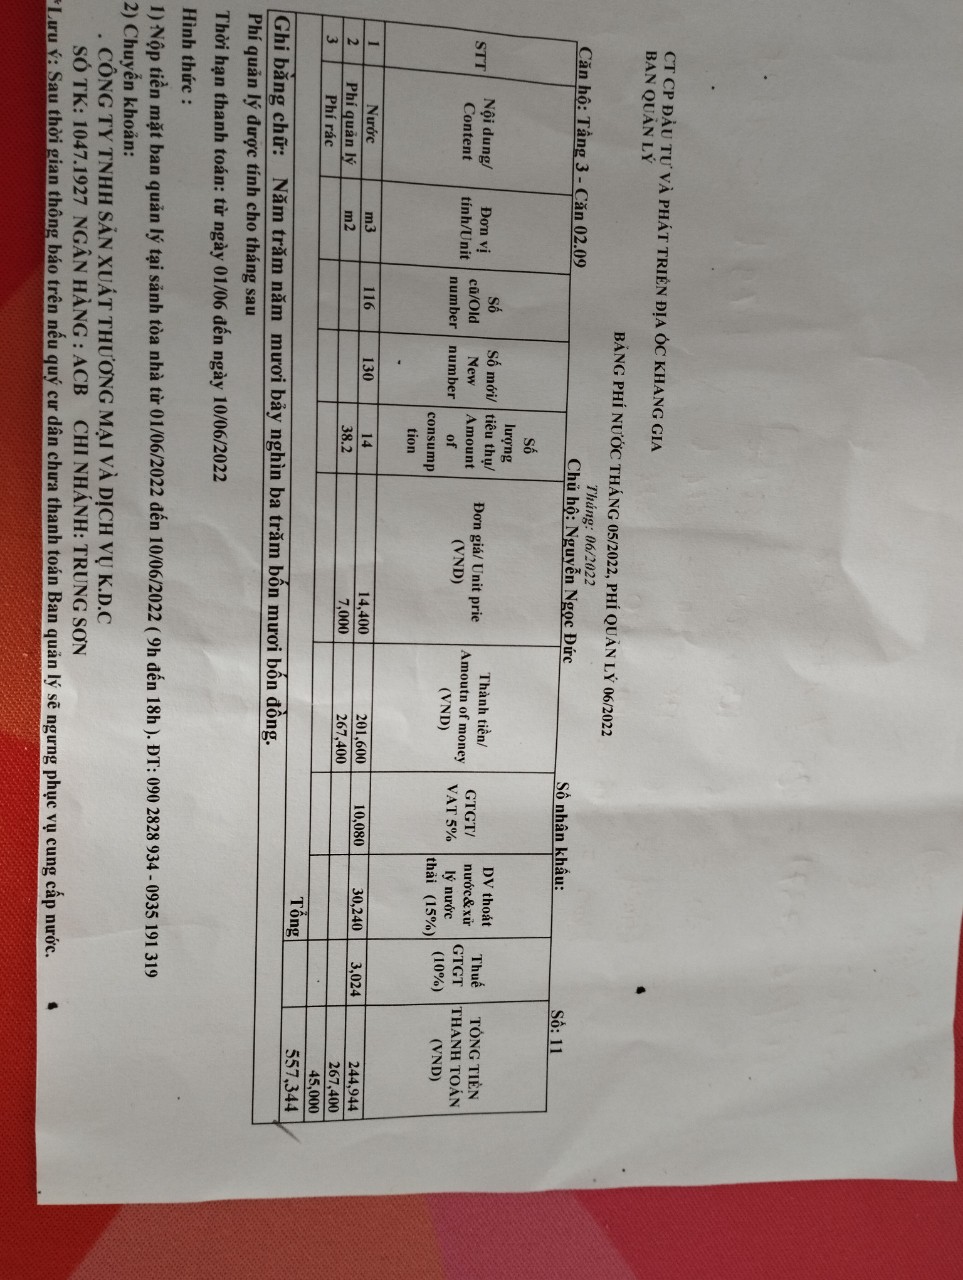 CT CP ĐẦU TƯ VÀ PHÁT TRIỂN ĐỊA ỐC KHANG GIA
BAN QUẢN LÝ
BẢNG PHÍ NƯỚC THÁNG 05/2022, PHÍ QUẢN LÝ 06/2022
Tháng: 06/2022
Căn hộ: Tầng 3 - Căn 02.09 Chủ hộ: Nguyễn Ngọc Đức Số nhân khẩu: Số: 11
STT Nội dung/ Content Đơn vị tính/Unit Số cũ/Old number Số mới/ New number Số lượng tiêu thụ/ Amount of consumption Đơn giá/ Unit prie (VND) Thành tiền/ Amoutn of money (VND) GTGT/ VAT 5% DV thoát nước&xử lý nước thải (15%) Thuế GTGT (10%) TỔNG TIỀN THANH TOÁN (VND)
1 Nước m3 116 130 14 14,400 201,600 10,080 30,240 3,024 244,944
2 Phí quản lý m2 38.2 7,000 267,400 267,400
3 Phí rác 45,000
Tổng 557,344
Ghi bằng chữ: Năm trăm năm mươi bảy nghìn ba trăm bốn mươi bốn đồng.
Phí quản lý được tính cho tháng sau
Thời hạn thanh toán: từ ngày 01/06 đến ngày 10/06/2022
Hình thức :
1) Nộp tiền mặt ban quản lý tại sảnh tòa nhà từ 01/06/2022 đến 10/06/2022 ( 9h đến 18h ). ĐT: 090 2828 934 - 0935 191 319
2) Chuyển khoản:
. CÔNG TY TNHH SẢN XUẤT THƯƠNG MẠI VÀ DỊCH VỤ K.D.C
SỐ TK: 1047.1927 NGÂN HÀNG : ACB CHI NHÁNH: TRUNG SƠN
*Lưu ý: Sau thời gian thông báo trên nếu quý cư dân chưa thanh toán Ban quản lý sẽ ngưng phục vụ cung cấp nước.